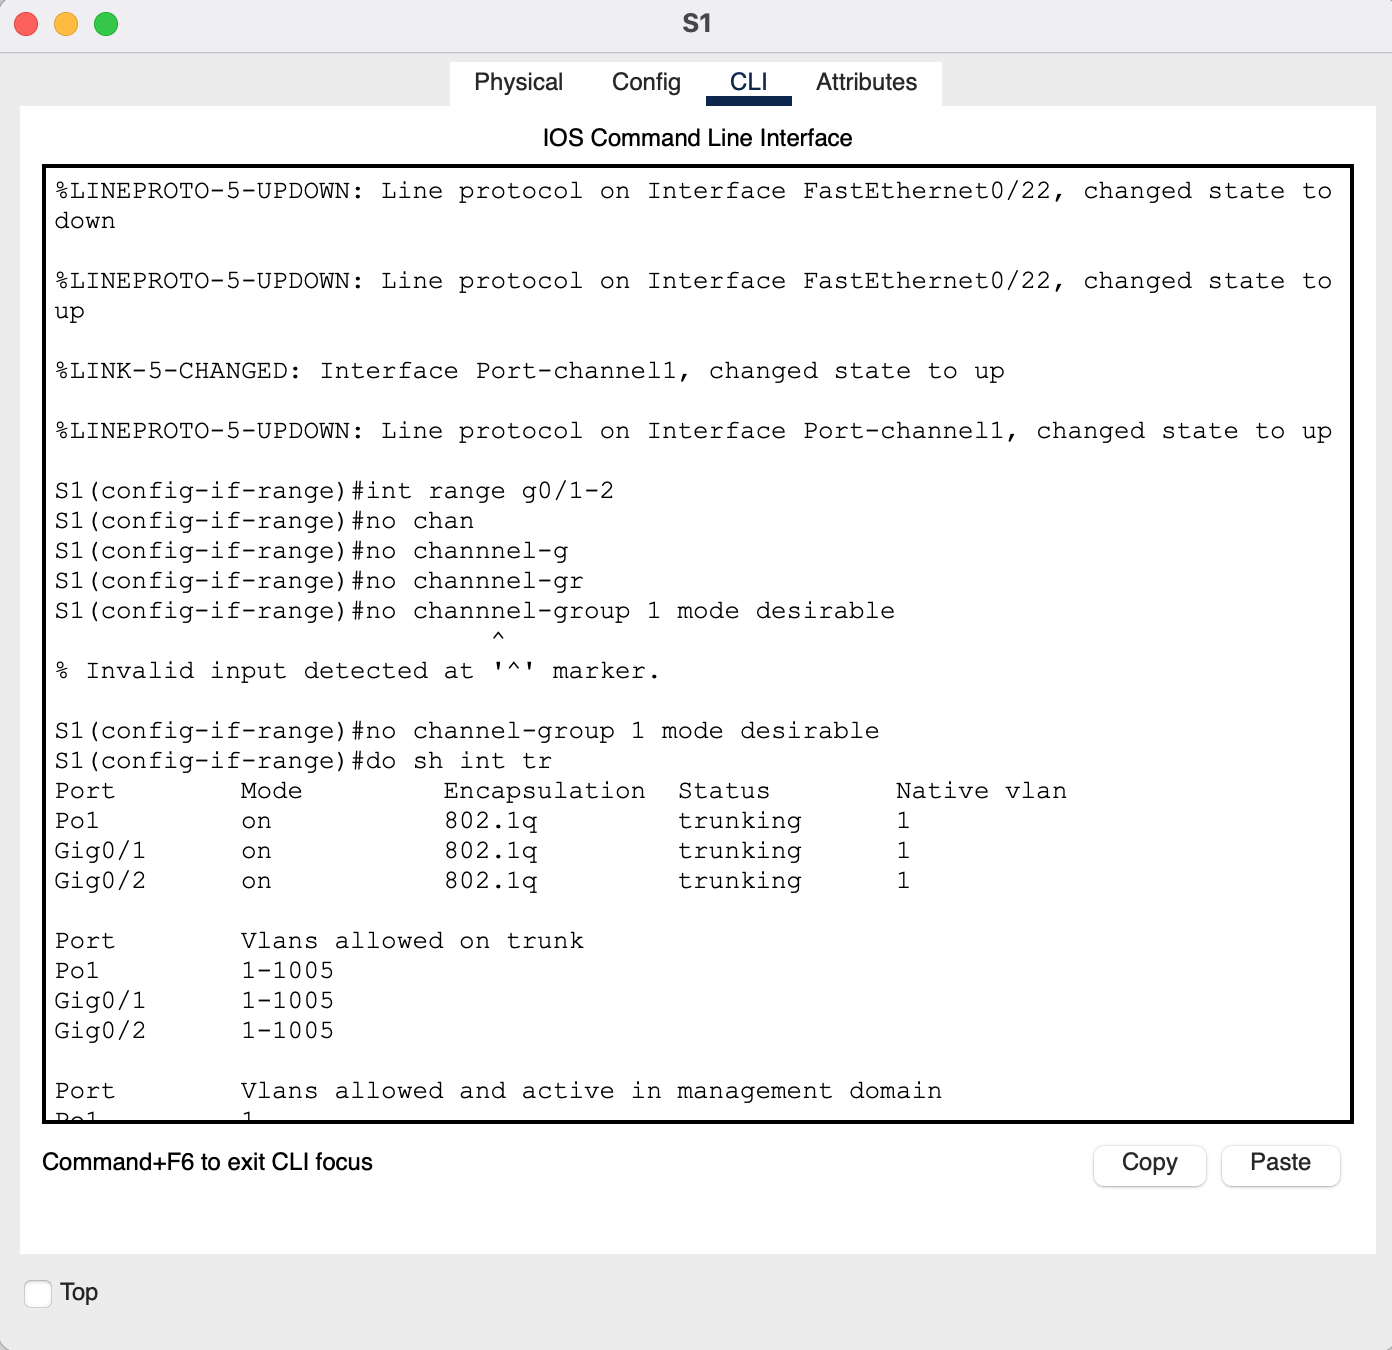 S1
Physical Config CLI Attributes
IOS Command Line Interface
%LINEPROTO-5-UPDOWN: Line protocol on Interface FastEthernet0/22, changed state to
down
%LINEPROTO-5-UPDOWN: Line protocol on Interface FastEthernet0/22, changed state to
up
%LINK-5-CHANGED: Interface Port-channel1, changed state to up
%LINEPROTO-5-UPDOWN: Line protocol on Interface Port-channel1, changed state to up
S1(config-if-range)#int range g0/1-2
S1(config-if-range)#no chan
S1(config-if-range)#no channnel-g
S1(config-if-range)#no channnel-gr
S1(config-if-range)#no channnel-group 1 mode desirable
^
% Invalid input detected at '^' marker.
S1(config-if-range)#no channel-group 1 mode desirable
S1(config-if-range)#do sh int tr
Port Mode Encapsulation Status Native vlan
Po1 on 802.1q trunking 1
Gig0/1 on 802.1q trunking 1
Gig0/2 on 802.1q trunking 1
Port Vlans allowed on trunk
Po1 1-1005
Gig0/1 1-1005
Gig0/2 1-1005
Port Vlans allowed and active in management domain
Po1 1
Command+F6 to exit CLI focus
Copy Paste
Top